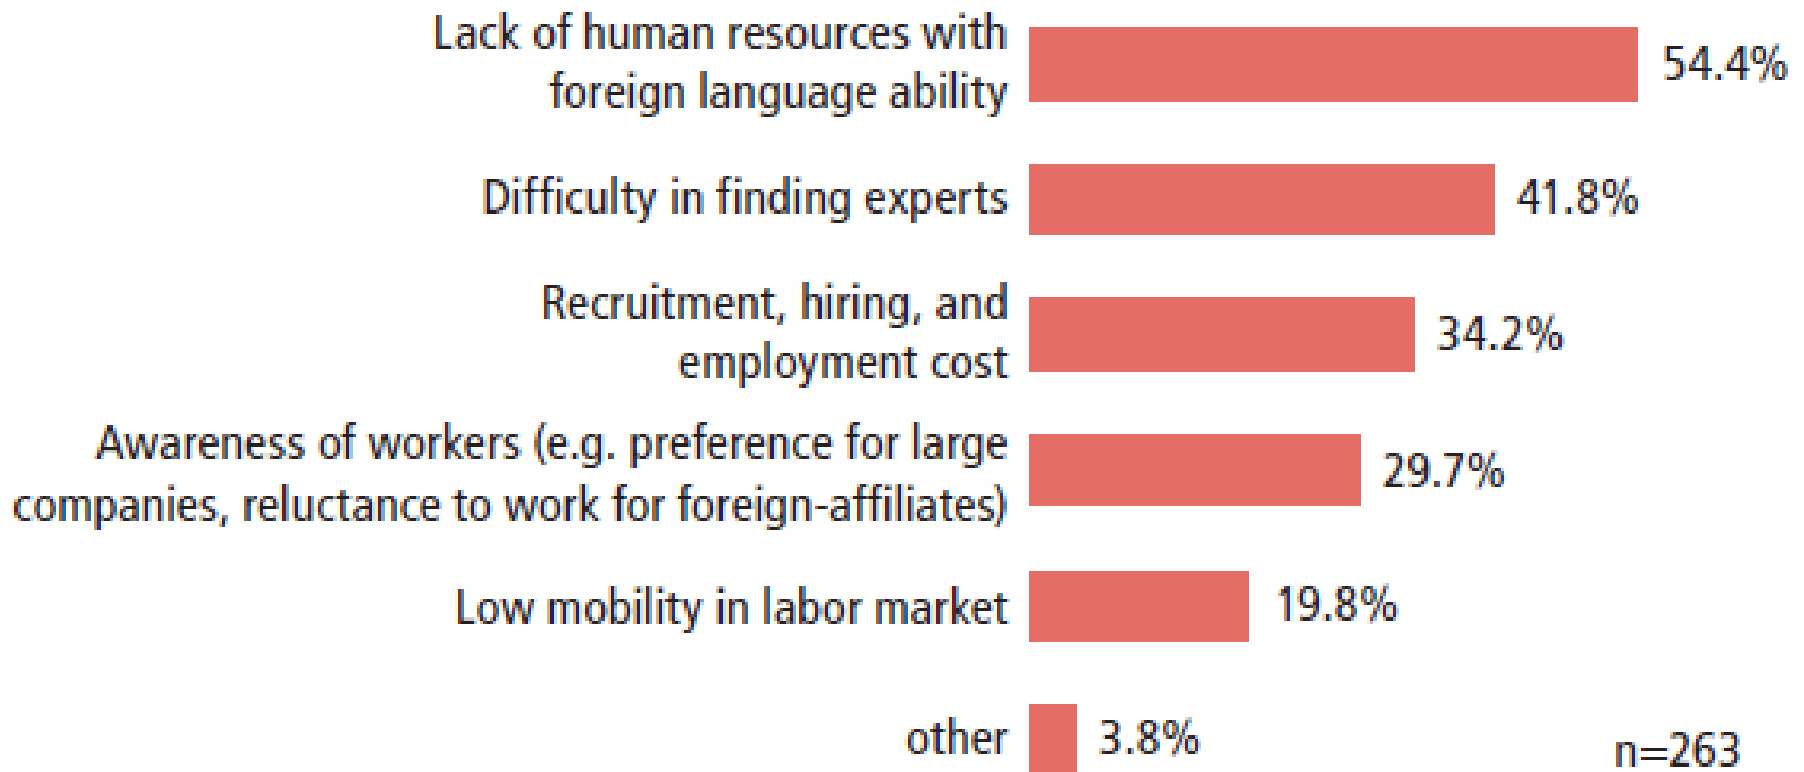 Lack of human resources with
foreign language ability
54.4%
Difficulty in finding experts
41.8%
Recruitment, hiring, and
employment cost
34.2%
Awareness of workers (e.g. preference for large
companies, reluctance to work for foreign-affiliates)
29.7%
Low mobility in labor market
19.8%
other
3.8%
n=263